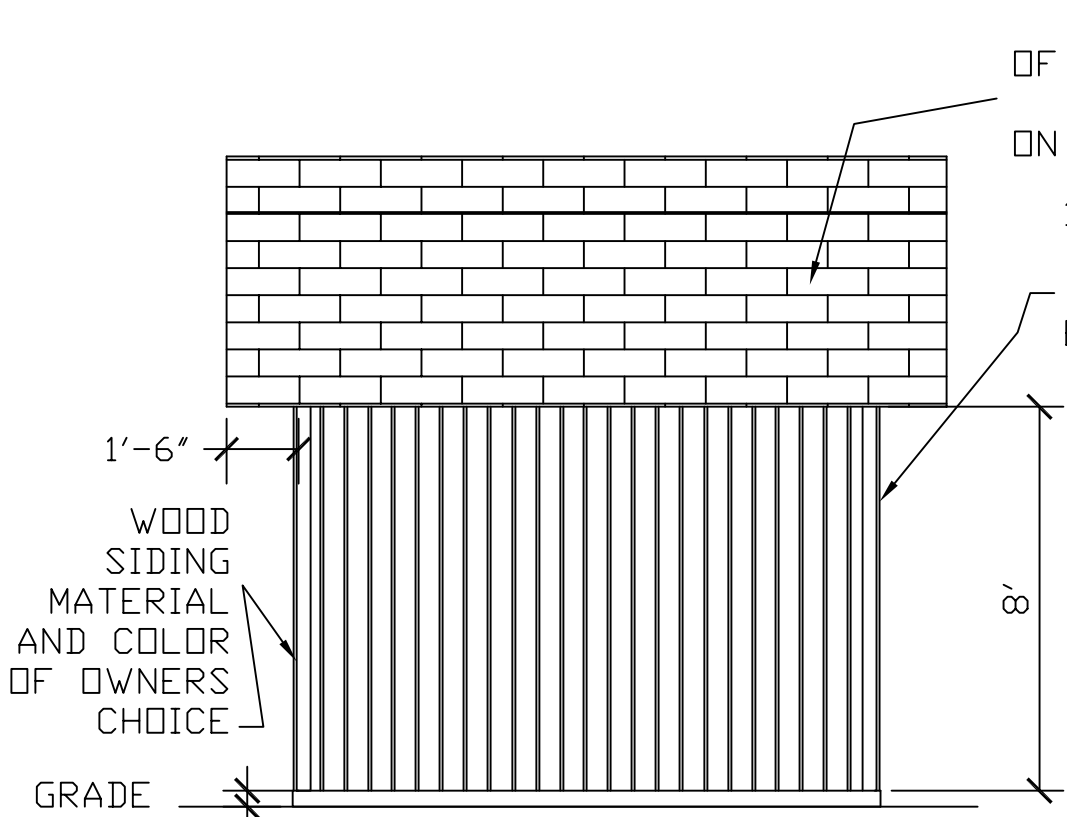 OF
ON
1'-6"
WOOD
SIDING
MATERIAL
AND COLOR
OF OWNERS
CHOICE
8'
GRADE